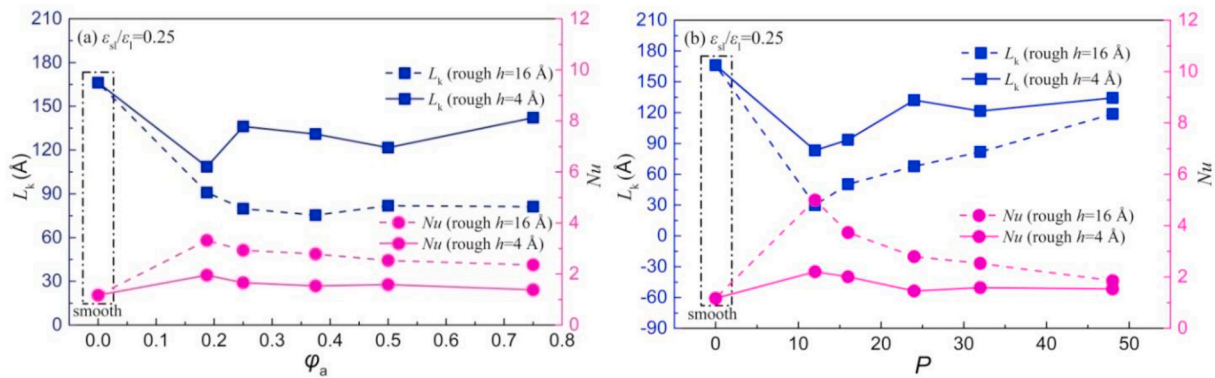 (a) εsl/εl=0.25
Lk (rough h=16 Å)
Lk (rough h=4 Å)
Nu (rough h=16 Å)
Nu (rough h=4 Å)
smooth
210
180
150
120
90
60
30
0
Lk (Å)
12
10
8
6
4
2
0
Nu
0.0 0.1 0.2 0.3 0.4 0.5 0.6 0.7 0.8
φa
(b) εsl/εl=0.25
Lk (rough h=16 Å)
Lk (rough h=4 Å)
Nu (rough h=16 Å)
Nu (rough h=4 Å)
smooth
210
180
150
120
90
60
30
0
-30
-60
-90
Lk (Å)
12
10
8
6
4
2
0
Nu
0 10 20 30 40 50
P